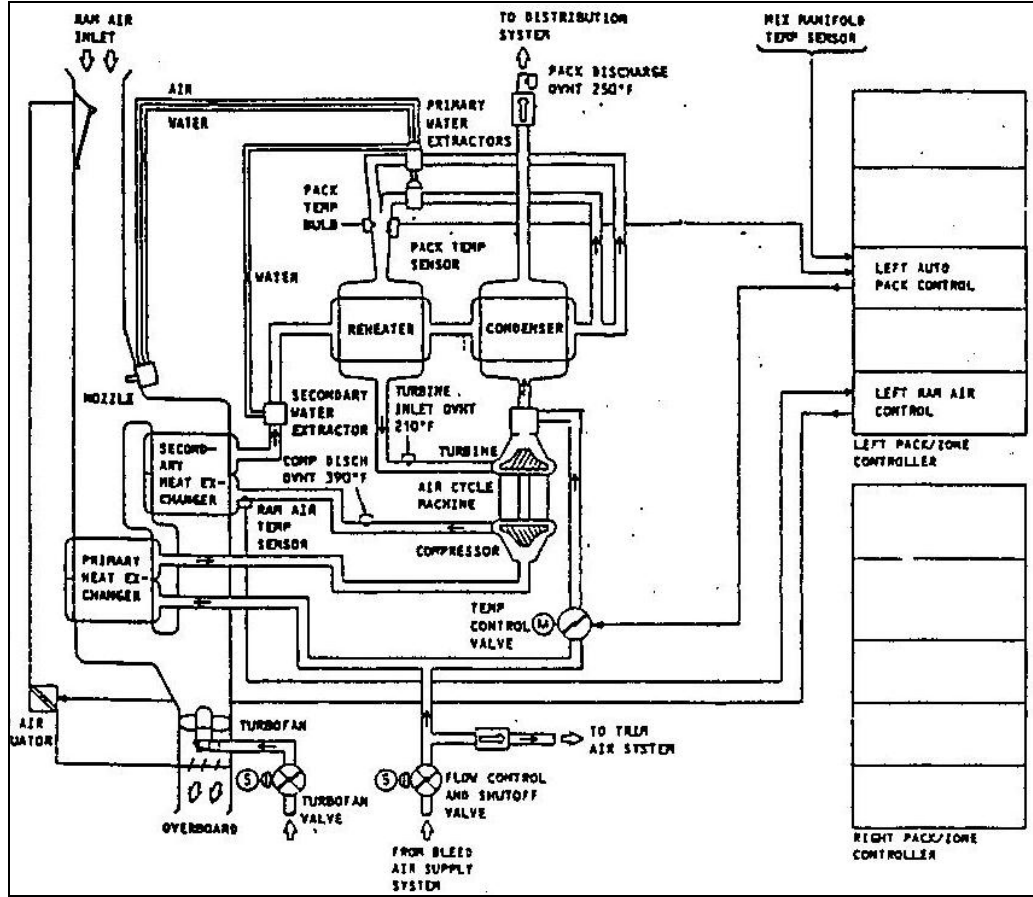 RAM AIR
INLET
TO DISTRIBUTION
SYSTEM
MIX MANIFOLD
TEMP SENSOR
PACK DISCHARGE
OVHT 250°F
AIR
WATER
PRIMARY
WATER
EXTRACTORS
PACK
TEMP
BULB
PACK TEMP
SENSOR
WATER
LEFT AUTO
PACK CONTROL
REHEATER
CONDENSER
NOZZLE
SECONDARY
WATER
EXTRACTOR
TURBINE
INLET OVHT
210°F
LEFT RAM AIR
CONTROL
LEFT PACK/ZONE
CONTROLLER
SECOND-
ARY
HEAT EX-
CHANGER
COMP DISCH
OVHT 390°F
TURBINE
AIR CYCLE
MACHINE
RAM AIR
TEMP
SENSOR
COMPRESSOR
PRIMARY
HEAT EX-
CHANGER
TEMP
CONTROL
VALVE
M
AIR
UATOR
TURBOFAN
TO TRIM
AIR SYSTEM
S
TURBOFAN
VALVE
S
FLOW CONTROL
AND SHUTOFF
VALVE
OVERBOARD
FROM BLEED
AIR SUPPLY
SYSTEM
RIGHT PACK/ZONE
CONTROLLER